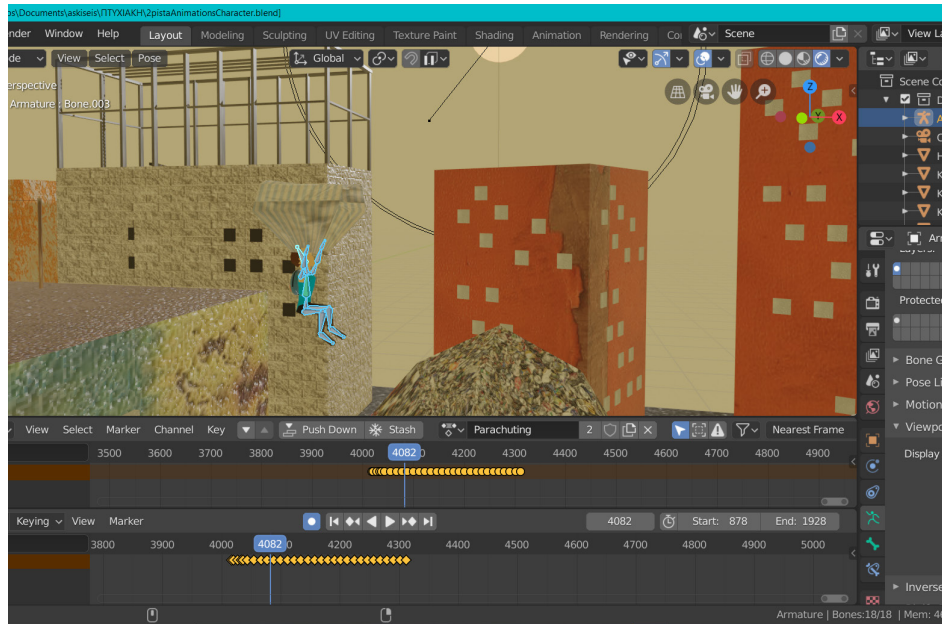 os\Documents\askiseis\ΠΤΥΧΙΑΚΗ\2pistaAnimationsCharacter.blend]
nder Window Help Layout Modeling Sculpting UV Editing Texture Paint Shading Animation Rendering Scene View La
de View Select Pose Global
erspective
Armature : Bone.003
Z
Y
X
Scene Co
Arm
Layers:
Protected
Bone G
Pose Li
Motion
Viewpo
Display
Inverse
View Select Marker Channel Key Push Down Stash Parachuting 2 Nearest Frame
3500 3600 3700 3800 3900 4000 4082 4200 4300 4400 4500 4600 4700 4800 4900
Keying View Marker 4082 Start: 878 End: 1928
3800 3900 4000 4082 0 4200 4300 4400 4500 4600 4700 4800 4900 5000
Armature | Bones:18/18 | Mem: 4